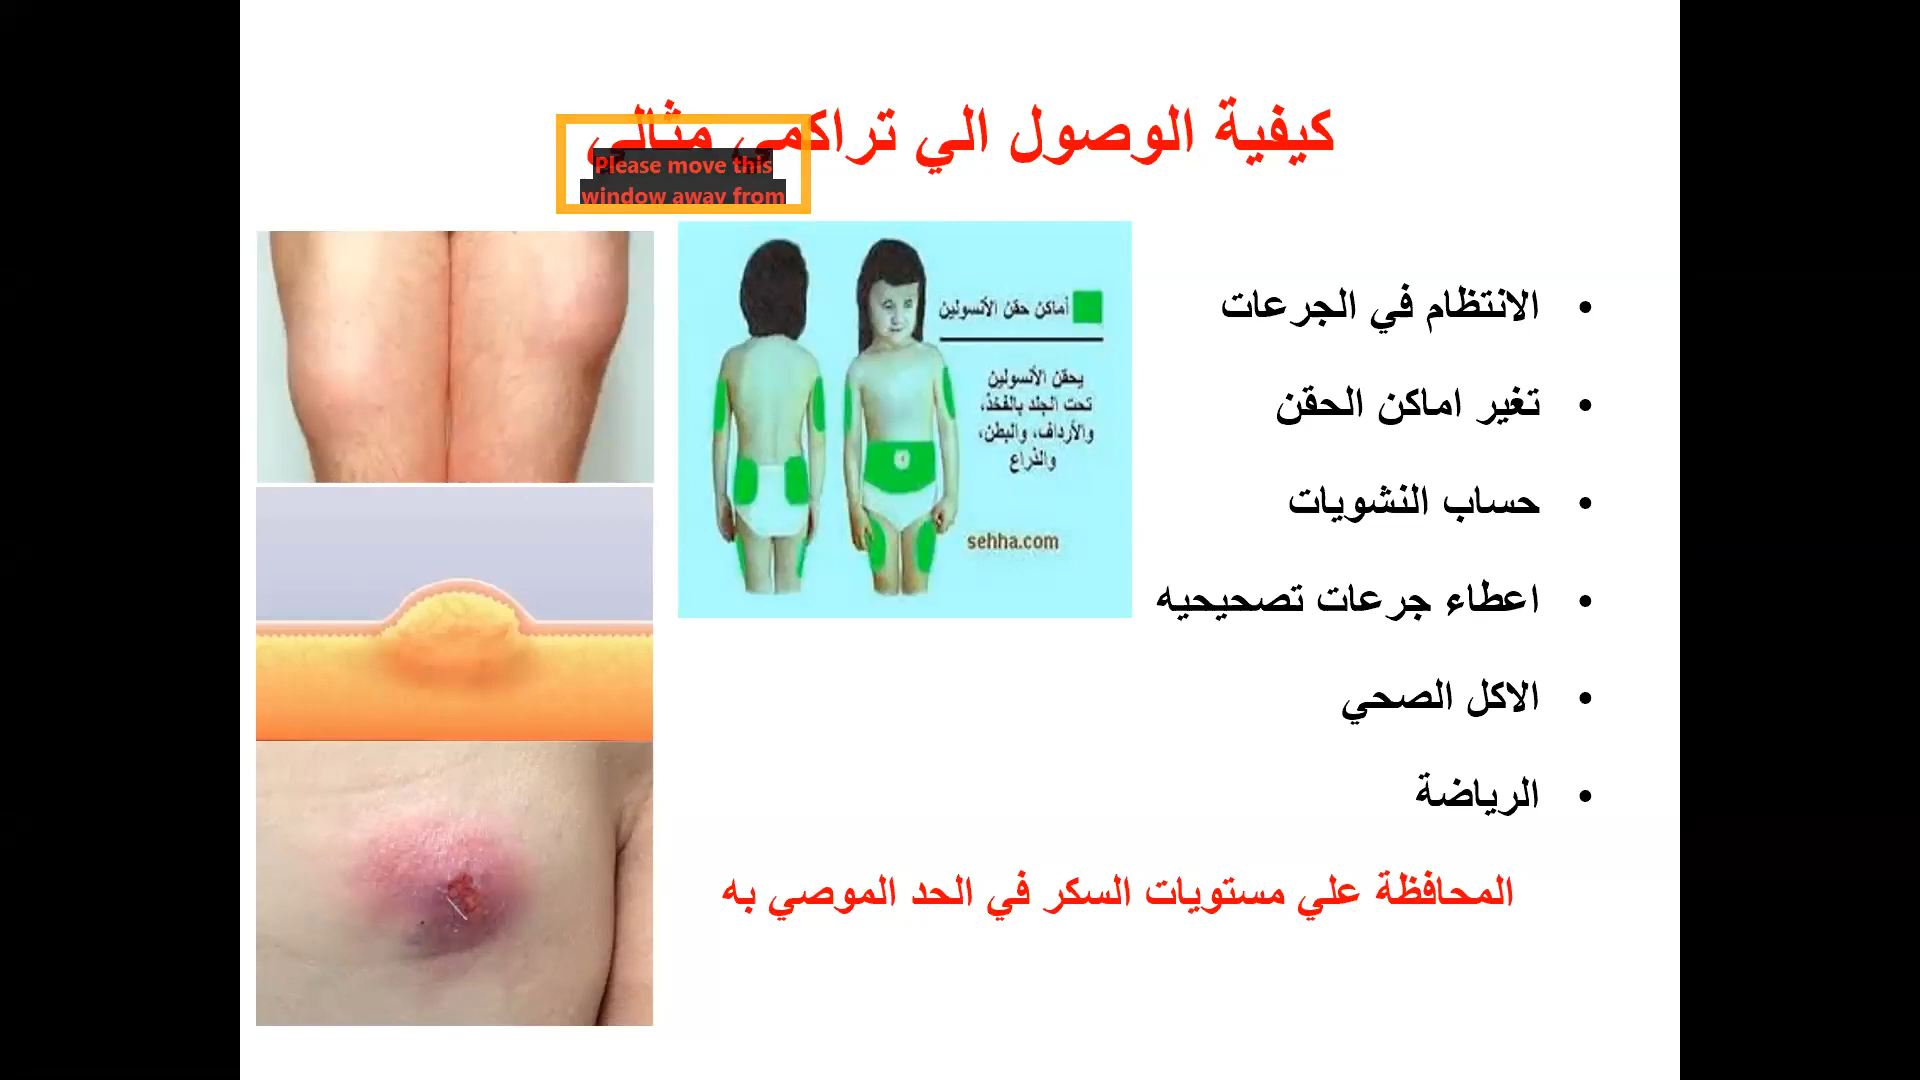 كيفية الوصول الي تراكمي مثالي
Please move this
window away from
الانتظام في الجرعات
تغير اماكن الحقن
حساب النشويات
اعطاء جرعات تصحيحيه
الاكل الصحي
الرياضة
المحافظة علي مستويات السكر في الحد الموصي به
أماكن حقن الأنسولين
يحقن الأنسولين
تحت الجلد بالفخذ،
والأرداف، والبطن،
والذراع
sehha.com